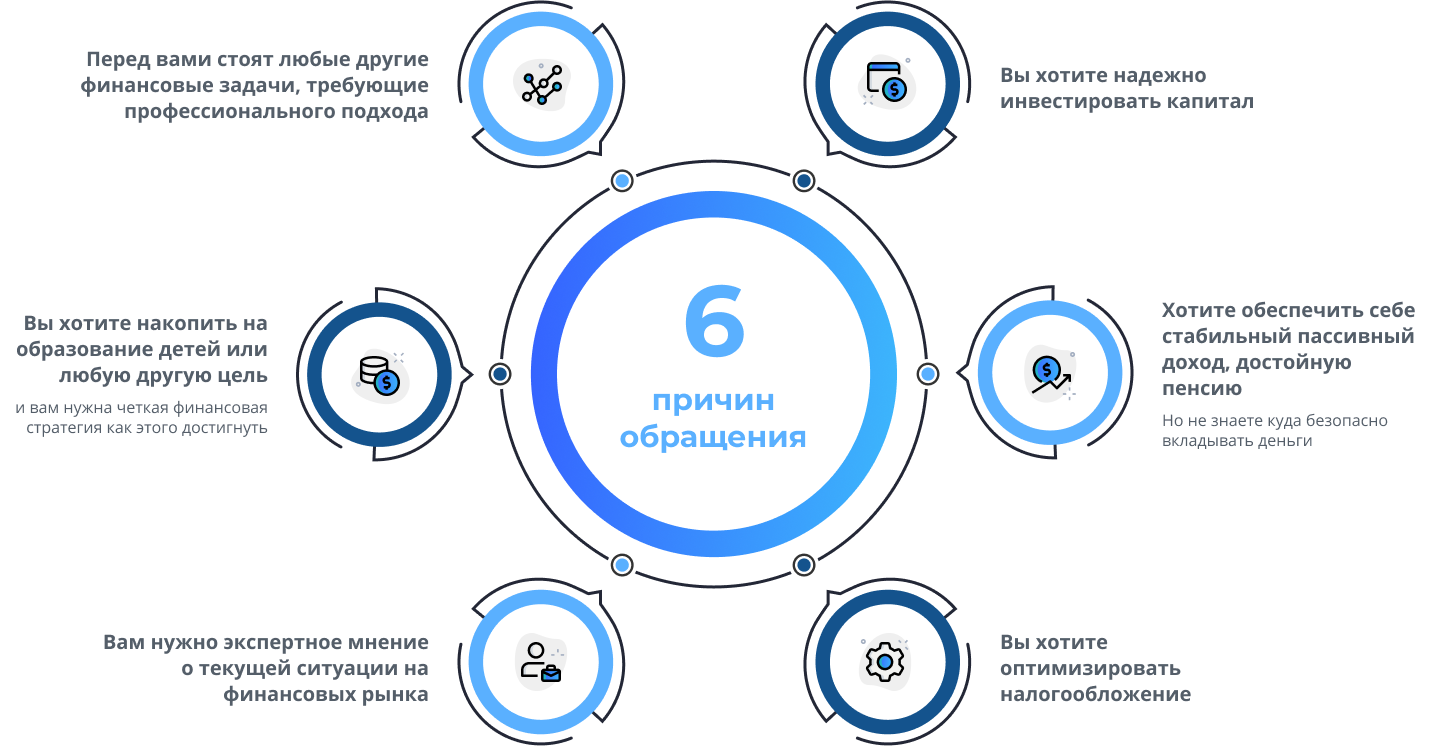 Перед вами стоят любые другие
финансовые задачи, требующие
профессионального подхода
Вы хотите надежно
инвестировать капитал
6
причин
обращения
Вы хотите накопить на
образование детей или
любую другую цель
и вам нужна четкая финансовая
стратегия как этого достигнуть
Хотите обеспечить себе
стабильный пассивный
доход, достойную
пенсию
Но не знаете куда безопасно
вкладывать деньги
Вам нужно экспертное мнение
о текущей ситуации на
финансовых рынка
Вы хотите
оптимизировать
налогообложение